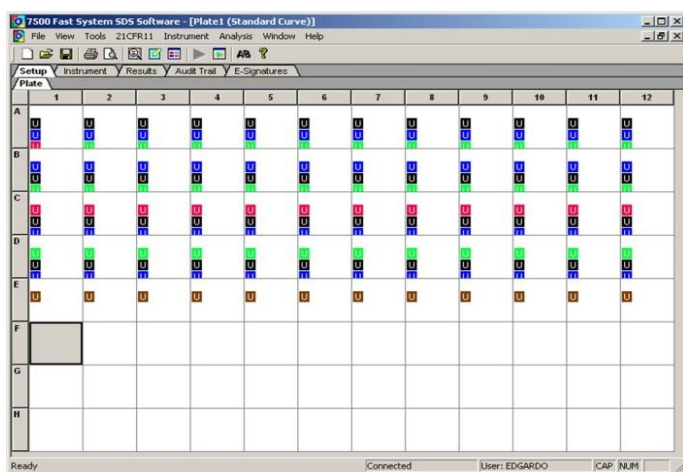 7500 Fast System SDS Software - [Plate1 (Standard Curve)]
File View Tools 21CFR11 Instrument Analysis Window Help
Setup Instrument Results Audit Trail E-Signatures
Plate
1 2 3 4 5 6 7 8 9 10 11 12
A
U U U U U U U U U U U U
U U U U U U U U U U U U
U U U U U U U U U U U U
B
U U U U U U U U U U U U
U U U U U U U U U U U U
U U U U U U U U U U U U
C
U U U U U U U U U U U U
U U U U U U U U U U U U
U U U U U U U U U U U U
D
U U U U U U U U U U U U
U U U U U U U U U U U U
U U U U U U U U U U U U
E
U U U U U U U U U U U U
F
G
H
Ready Connected User: EDGARDO CAP NUM